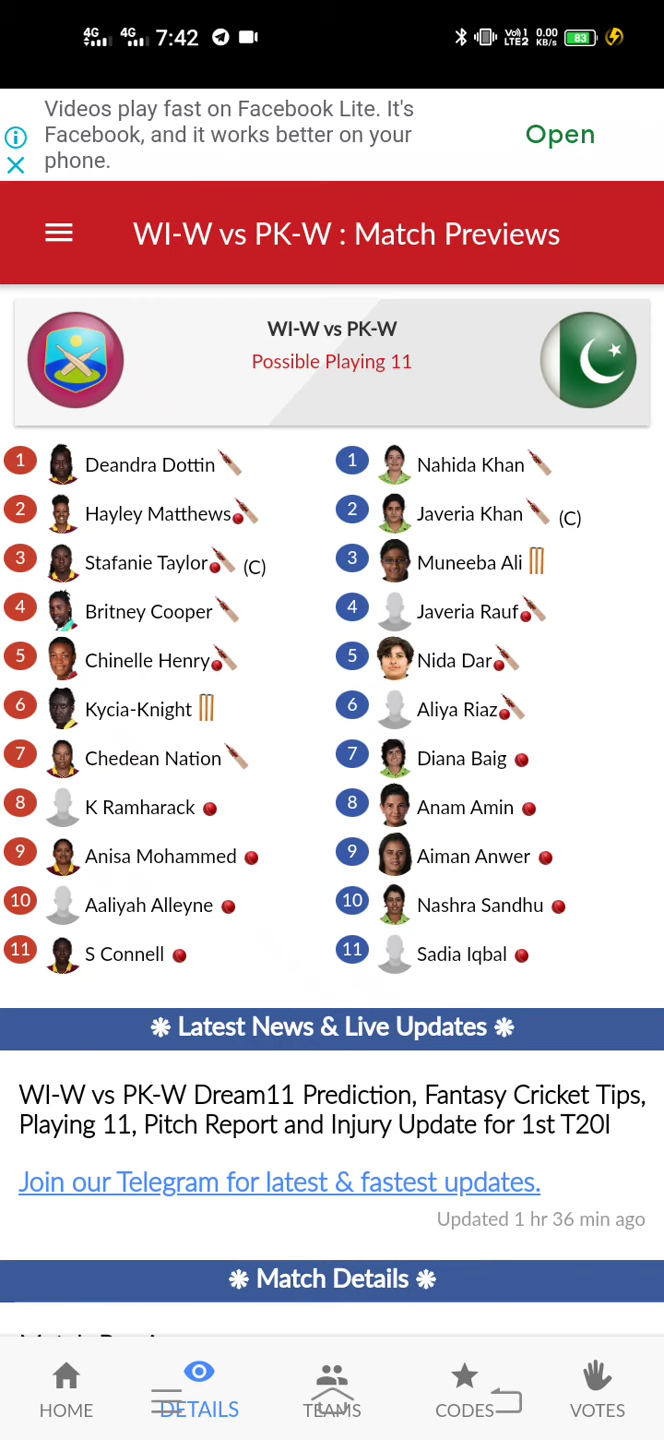 4G 4G 7:42 Vo) 1 LTE2 0.00 KB/s 83
Videos play fast on Facebook Lite. It's
Facebook, and it works better on your
phone.
Open
WI-W vs PK-W : Match Previews
WI-W vs PK-W
Possible Playing 11
1 Deandra Dottin 1 Nahida Khan
2 Hayley Matthews 2 Javeria Khan (C)
3 Stafanie Taylor (C) 3 Muneeba Ali
4 Britney Cooper 4 Javeria Rauf
5 Chinelle Henry 5 Nida Dar
6 Kycia-Knight 6 Aliya Riaz
7 Chedean Nation 7 Diana Baig
8 K Ramharack 8 Anam Amin
9 Anisa Mohammed 9 Aiman Anwer
10 Aaliyah Alleyne 10 Nashra Sandhu
11 S Connell 11 Sadia Iqbal
❋ Latest News & Live Updates ❋
WI-W vs PK-W Dream11 Prediction, Fantasy Cricket Tips,
Playing 11, Pitch Report and Injury Update for 1st T20I
Join our Telegram for latest & fastest updates.
Updated 1 hr 36 min ago
❋ Match Details ❋
HOME DETAILS TEAMS CODES VOTES